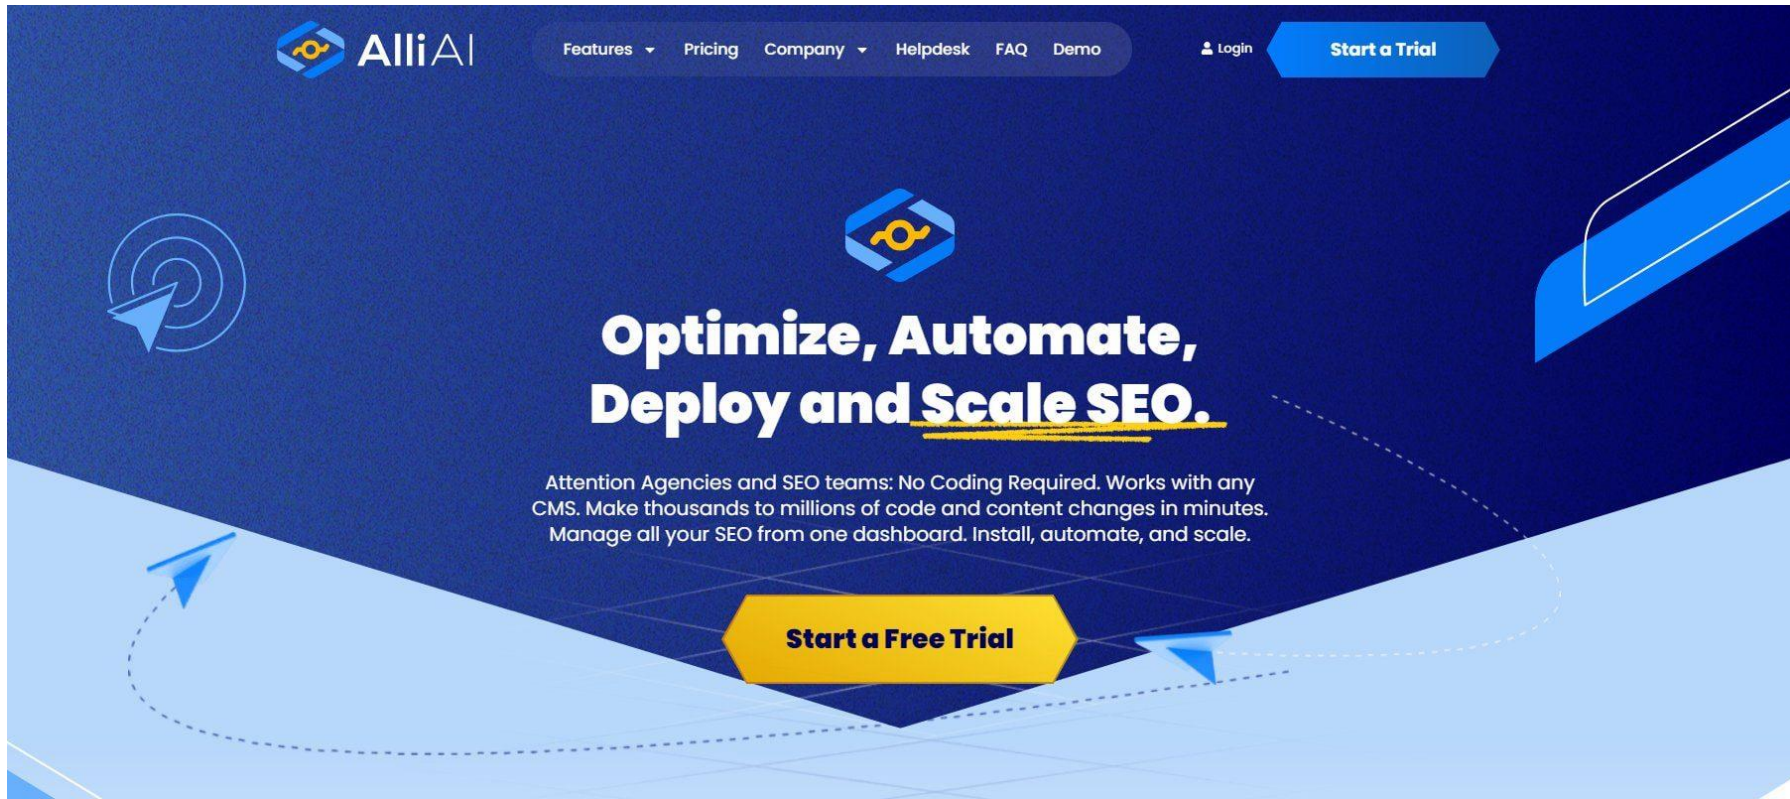 AlliAI
Features
Pricing
Company
Helpdesk
FAQ
Demo
Login
Start a Trial
Optimize, Automate,
Deploy and Scale SEO.
Attention Agencies and SEO teams: No Coding Required. Works with any
CMS. Make thousands to millions of code and content changes in minutes.
Manage all your SEO from one dashboard. Install, automate, and scale.
Start a Free Trial